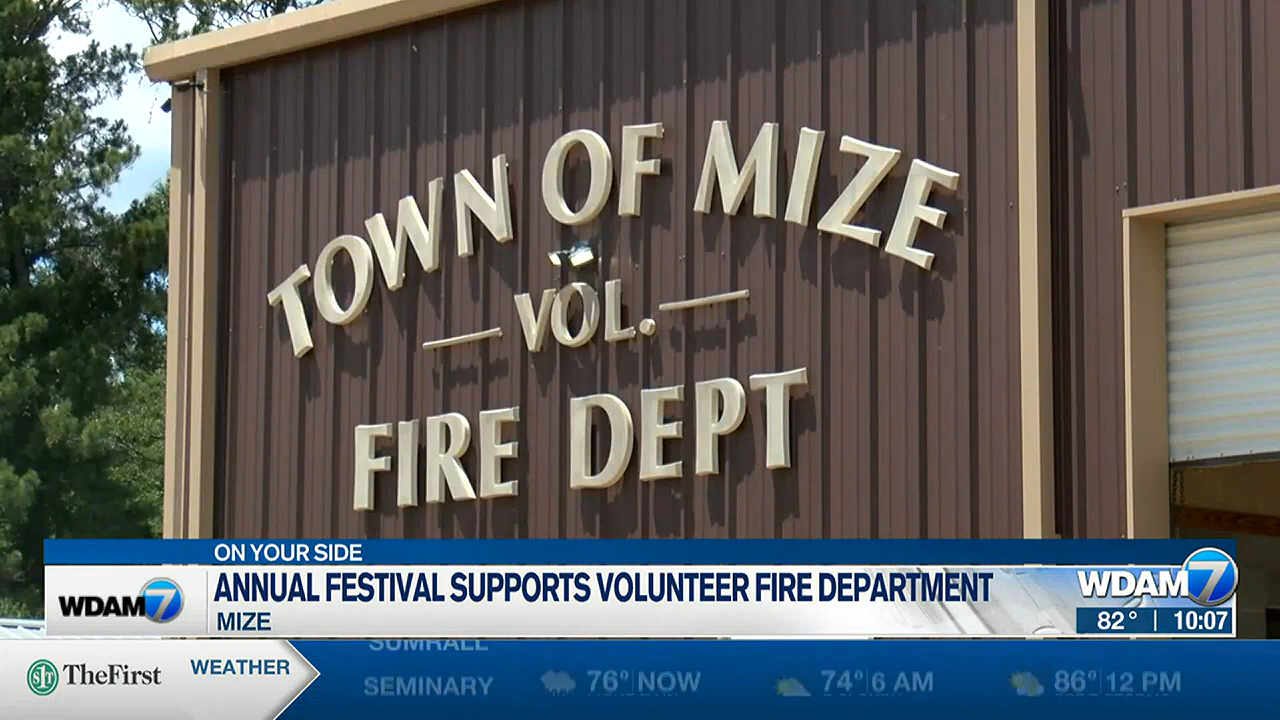 TOWN OF MIZE
VOL.
FIRE DEPT
ON YOUR SIDE
WDAM7
ANNUAL FESTIVAL SUPPORTS VOLUNTEER FIRE DEPARTMENT
MIZE
WDAM7
82° | 10:07
TheFirst
WEATHER
SUMRALL
SEMINARY
76° NOW
74° 6 AM
86° 12 PM